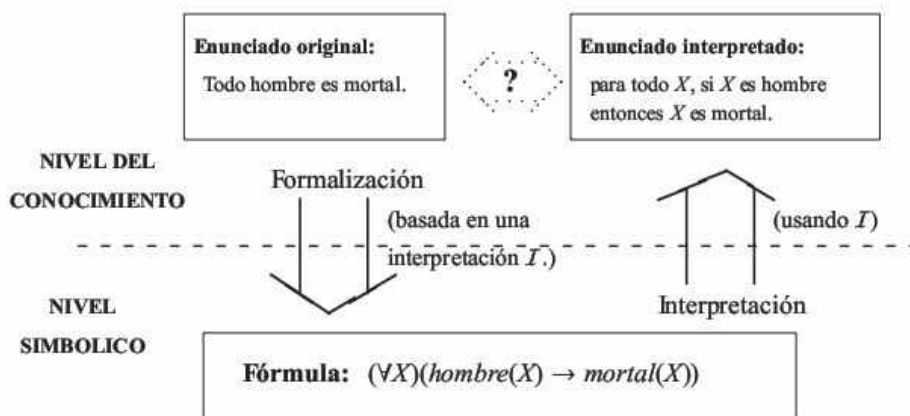 Enunciado original:
Todo hombre es mortal.
?
Enunciado interpretado:
para todo X, si X es hombre
entonces X es mortal.
NIVEL DEL
CONOCIMIENTO
Formalización
(basada en una
interpretación I.)
(usando I)
Interpretación
NIVEL
SIMBOLICO
Fórmula: (∀X)(hombre(X) → mortal(X))